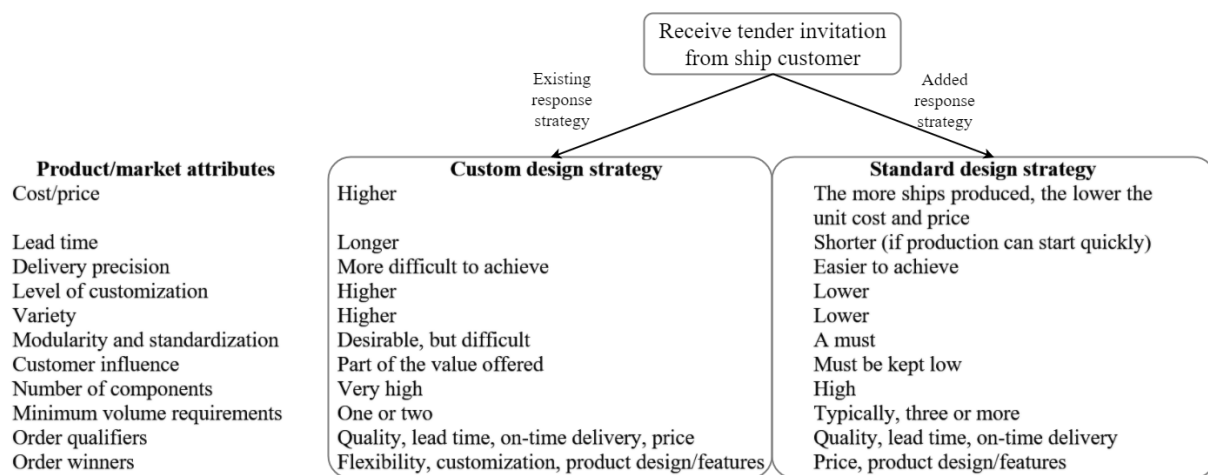 Receive tender invitation
from ship customer
Existing
response
strategy
Added
response
strategy
Product/market attributes Custom design strategy Standard design strategy
Cost/price Higher The more ships produced, the lower the
unit cost and price
Lead time Longer Shorter (if production can start quickly)
Delivery precision More difficult to achieve Easier to achieve
Level of customization Higher Lower
Variety Higher Lower
Modularity and standardization Desirable, but difficult A must
Customer influence Part of the value offered Must be kept low
Number of components Very high High
Minimum volume requirements One or two Typically, three or more
Order qualifiers Quality, lead time, on-time delivery, price Quality, lead time, on-time delivery
Order winners Flexibility, customization, product design/features Price, product design/features